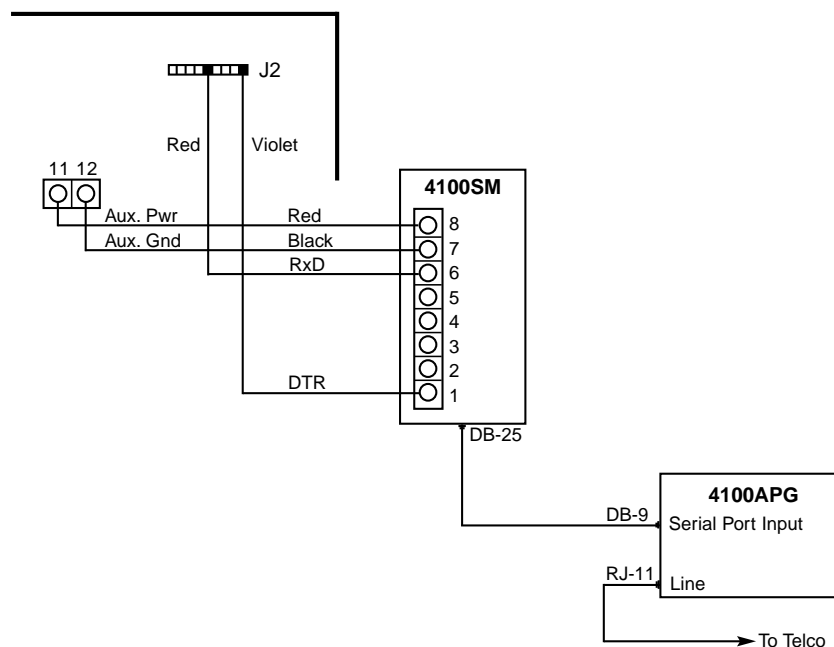 J2
Red Violet
11 12
4100SM
Aux. Pwr Red 8
Aux. Gnd Black 7
RxD 6
5
4
3
2
DTR 1
DB-25
4100APG
DB-9 Serial Port Input
RJ-11 Line
To Telco